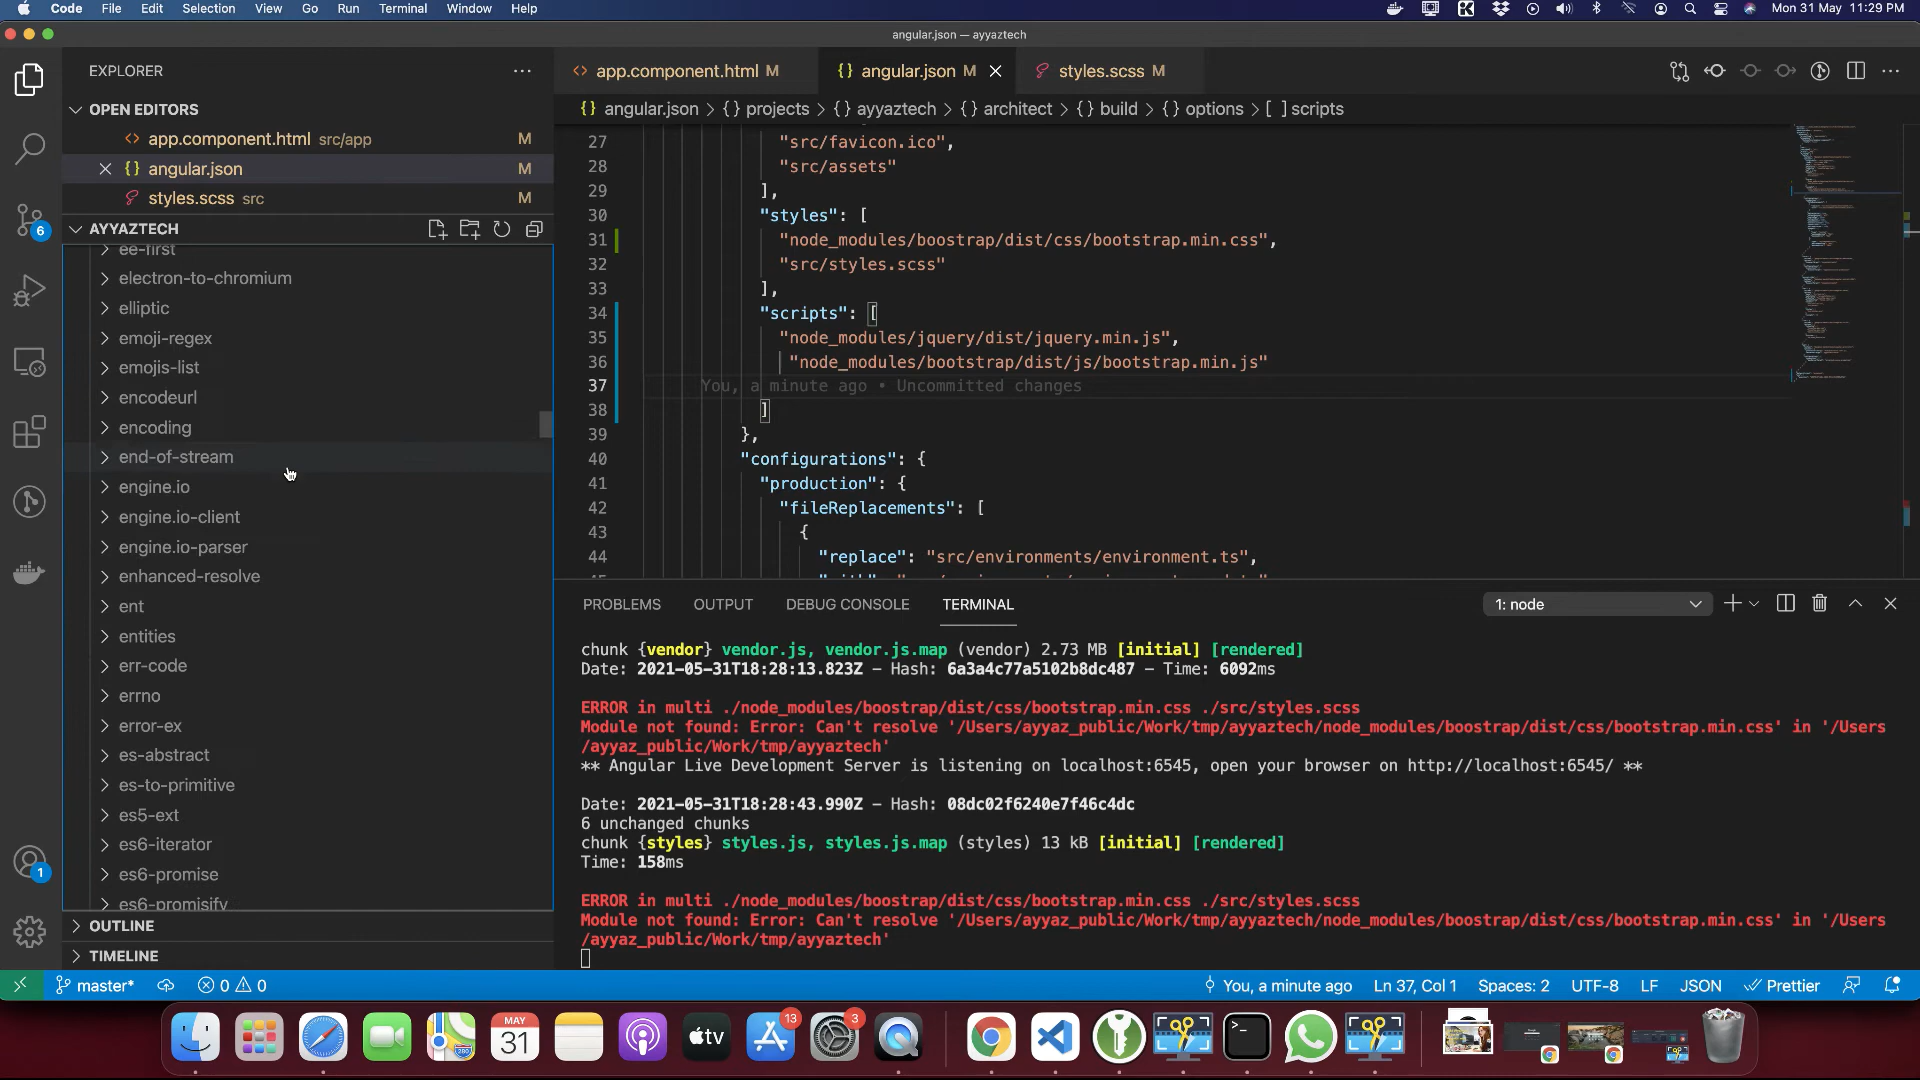 Code File Edit Selection View Go Run Terminal Window Help Mon 31 May 11:29 PM
angular.json — ayyaztech
EXPLORER
OPEN EDITORS
app.component.html src/app M
angular.json M
styles.scss src M
AYYAZTECH
ee-first
electron-to-chromium
elliptic
emoji-regex
emojis-list
encodeurl
encoding
end-of-stream
engine.io
engine.io-client
engine.io-parser
enhanced-resolve
ent
entities
err-code
errno
error-ex
es-abstract
es-to-primitive
es5-ext
es6-iterator
es6-promise
es6-promisify
OUTLINE
TIMELINE
6
1
app.component.html M
angular.json M
styles.scss M
{} angular.json > {} projects > {} ayyaztech > {} architect > {} build > {} options > [ ] scripts
27 "src/favicon.ico",
28 "src/assets"
29 ],
30 "styles": [
31 "node_modules/boostrap/dist/css/bootstrap.min.css",
32 "src/styles.scss"
33 ],
34 "scripts": [
35 "node_modules/jquery/dist/jquery.min.js",
36 "node_modules/bootstrap/dist/js/bootstrap.min.js"
37 You, a minute ago • Uncommitted changes
38 ]
39 },
40 "configurations": {
41 "production": {
42 "fileReplacements": [
43 {
44 "replace": "src/environments/environment.ts",
PROBLEMS OUTPUT DEBUG CONSOLE TERMINAL 1: node
chunk {vendor} vendor.js, vendor.js.map (vendor) 2.73 MB [initial] [rendered]
Date: 2021-05-31T18:28:13.823Z - Hash: 6a3a4c77a5102b8dc487 - Time: 6092ms
ERROR in multi ./node_modules/boostrap/dist/css/bootstrap.min.css ./src/styles.scss
Module not found: Error: Can't resolve '/Users/ayyaz_public/Work/tmp/ayyaztech/node_modules/boostrap/dist/css/bootstrap.min.css' in '/Users
/ayyaz_public/Work/tmp/ayyaztech'
** Angular Live Development Server is listening on localhost:6545, open your browser on http://localhost:6545/ **
Date: 2021-05-31T18:28:43.990Z - Hash: 08dc02f6240e7f46c4dc
6 unchanged chunks
chunk {styles} styles.js, styles.js.map (styles) 13 kB [initial] [rendered]
Time: 158ms
ERROR in multi ./node_modules/boostrap/dist/css/bootstrap.min.css ./src/styles.scss
Module not found: Error: Can't resolve '/Users/ayyaz_public/Work/tmp/ayyaztech/node_modules/boostrap/dist/css/bootstrap.min.css' in '/Users
/ayyaz_public/Work/tmp/ayyaztech'
master* 0 0 You, a minute ago Ln 37, Col 1 Spaces: 2 UTF-8 LF JSON Prettier
MAY
31
tv
13
3